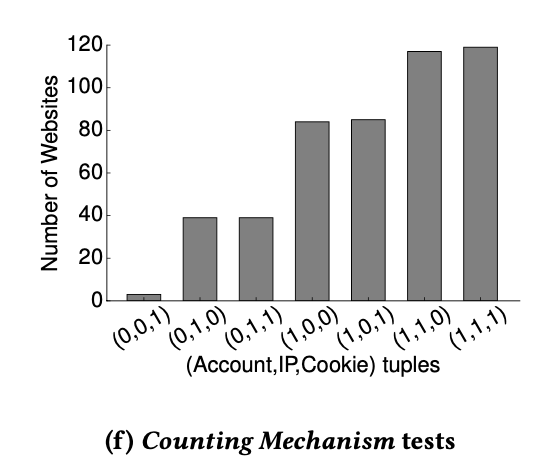 120
100
80
60
40
20
0
Number of Websites
(0,0,1) (0,1,0) (0,1,1) (1,0,0) (1,0,1) (1,1,0) (1,1,1)
(Account,IP,Cookie) tuples
(f) Counting Mechanism tests